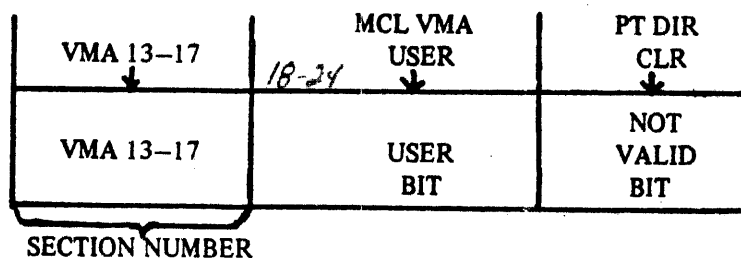 VMA 13–17
MCL VMA
USER
PT DIR
CLR
18-24
VMA 13–17
USER
BIT
NOT
VALID
BIT
SECTION NUMBER